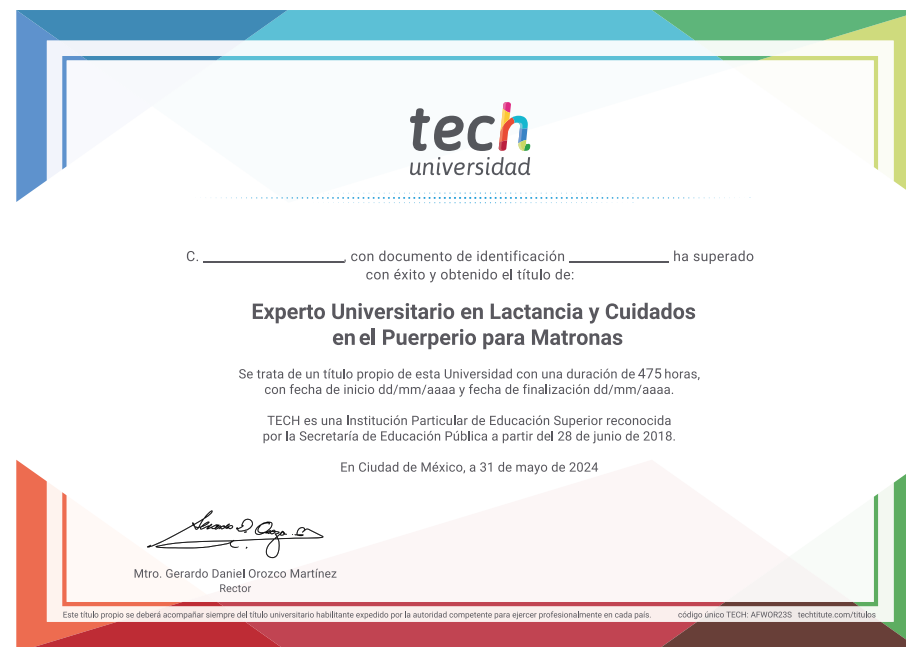 tech
universidad
C. ____________________, con documento de identificación ______________ ha superado
con éxito y obtenido el título de:
Experto Universitario en Lactancia y Cuidados
en el Puerperio para Matronas
Se trata de un título propio de esta Universidad con una duración de 475 horas,
con fecha de inicio dd/mm/aaaa y fecha de finalización dd/mm/aaaa.
TECH es una Institución Particular de Educación Superior reconocida
por la Secretaría de Educación Pública a partir del 28 de junio de 2018.
En Ciudad de México, a 31 de mayo de 2024
Mtro. Gerardo Daniel Orozco Martínez
Rector
Este título propio se deberá acompañar siempre del título universitario habilitante expedido por la autoridad competente para ejercer profesionalmente en cada país. código único TECH: AFWOR23S techtitute.com/titulos